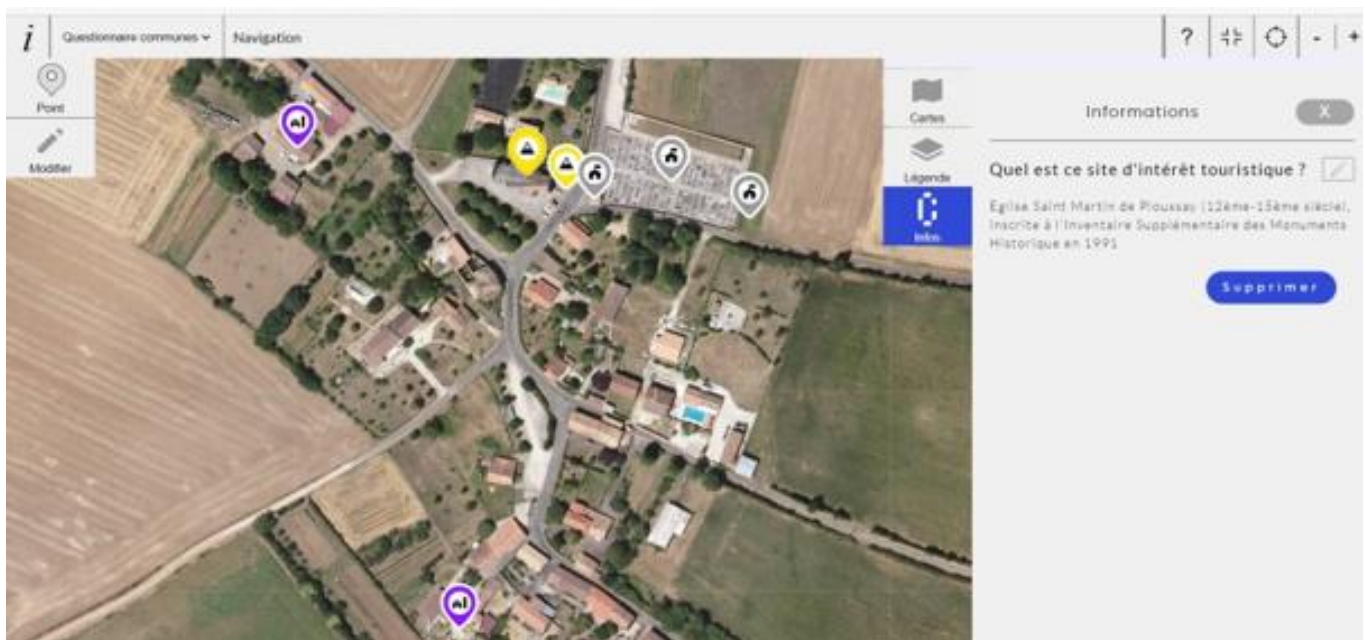 i
Questionnaire communes
Navigation
?
-
+
Point
Modifier
Cartes
Légende
Infos
Informations
X
Quel est ce site d'intérêt touristique ?
Eglise Saint Martin de Pioussay (12ème-15ème siècle),
Inscrite à l'Inventaire Supplémentaire des Monuments
Historique en 1991
Supprimer